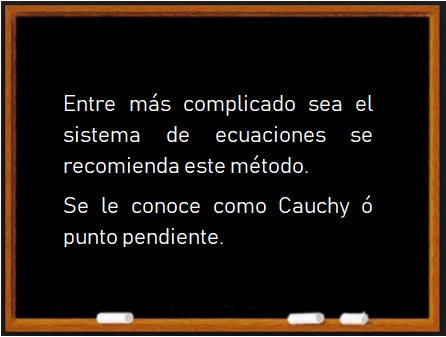 Entre más complicado sea el
sistema de ecuaciones se
recomienda este método.
Se le conoce como Cauchy ó
punto pendiente.